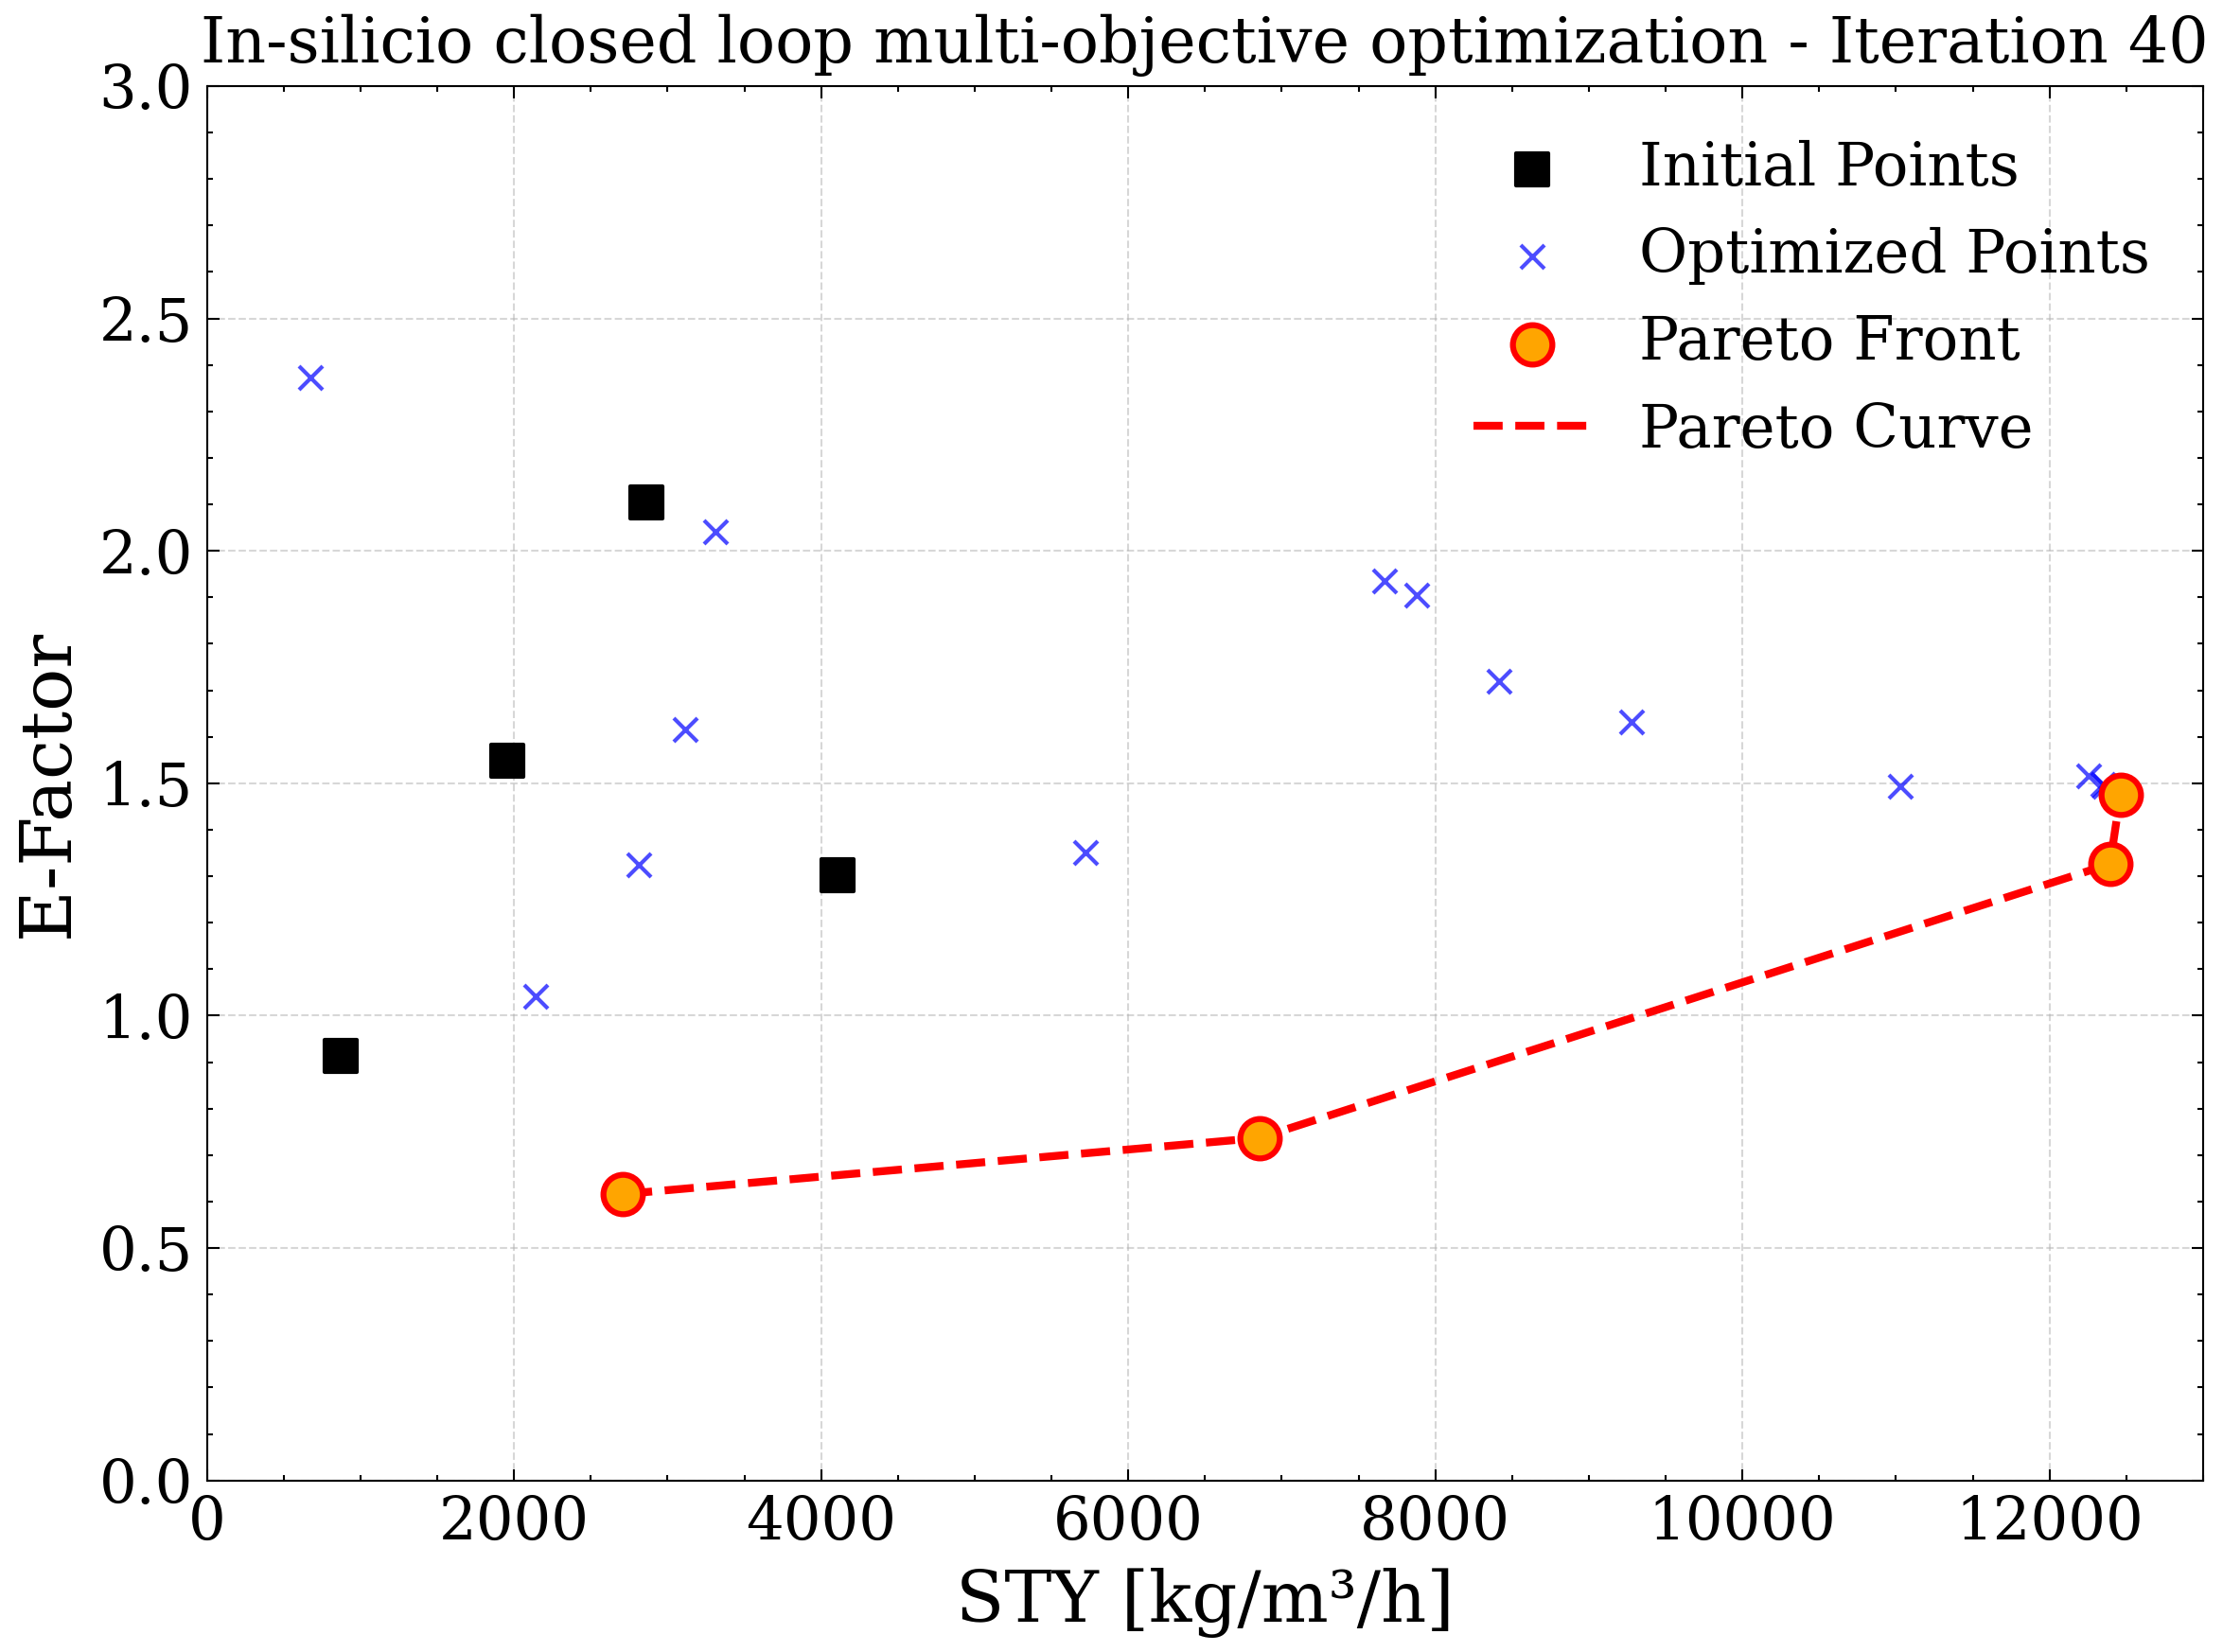 In-silicio closed loop multi-objective optimization - Iteration 40
3.0
2.5
2.0
1.5
1.0
0.5
0.0
E-Factor
Initial Points
Optimized Points
Pareto Front
Pareto Curve
0 2000 4000 6000 8000 10000 12000
STY [kg/m³/h]